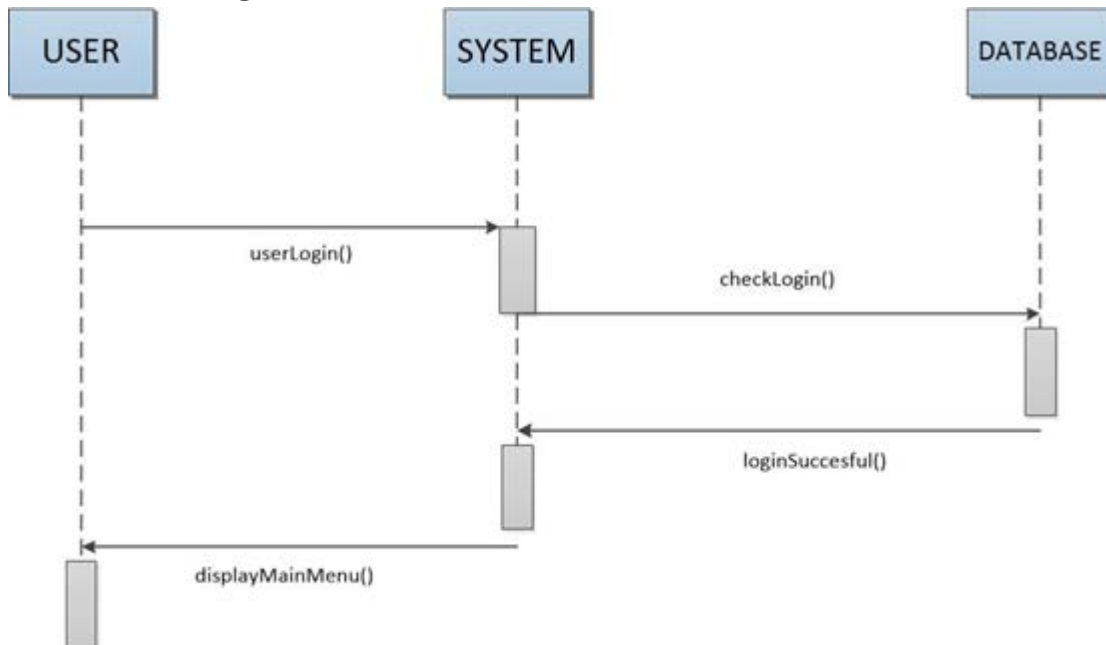 USER
SYSTEM
DATABASE
userLogin()
checkLogin()
loginSuccesful()
displayMainMenu()